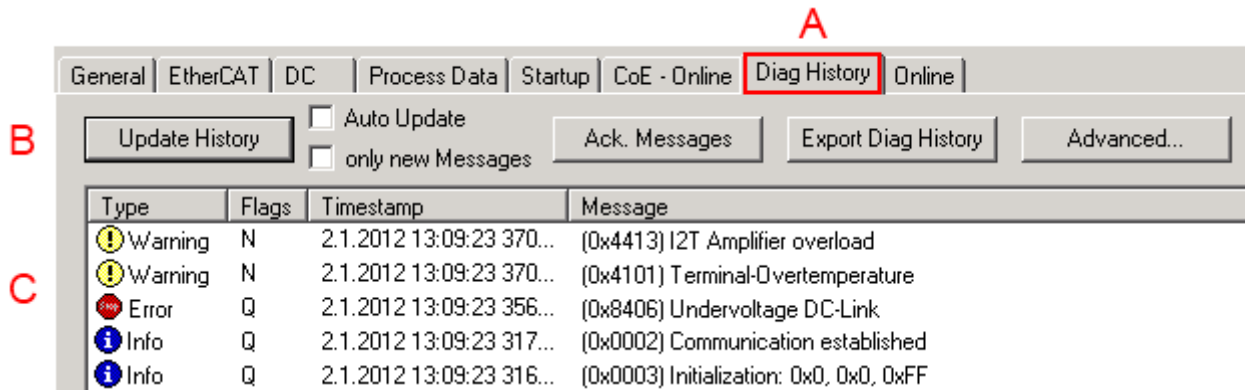 A
General EtherCAT DC Process Data Startup CoE - Online Diag History Online
B
Update History Auto Update Ack. Messages Export Diag History Advanced...
only new Messages
Type Flags Timestamp Message
C
Warning N 2.1.2012 13:09:23 370... (0x4413) I2T Amplifier overload
Warning N 2.1.2012 13:09:23 370... (0x4101) Terminal-Overtemperature
Error Q 2.1.2012 13:09:23 356... (0x8406) Undervoltage DC-Link
Info Q 2.1.2012 13:09:23 317... (0x0002) Communication established
Info Q 2.1.2012 13:09:23 316... (0x0003) Initialization: 0x0, 0x0, 0xFF